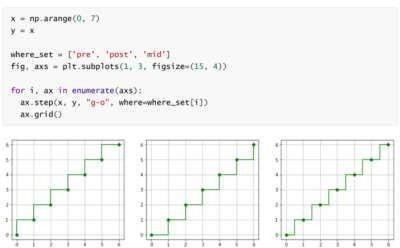 x = np.arange(0, 7)
y = x
where_set = ['pre', 'post', 'mid']
fig, axs = plt.subplots(1, 3, figsize=(15, 4))
for i, ax in enumerate(axs):
  ax.step(x, y, "g-o", where=where_set[i])
  ax.grid()
6 6 6
5 5 5
4 4 4
3 3 3
2 2 2
1 1 1
0 0 0
0 1 2 3 4 5 6 0 1 2 3 4 5 6 0 1 2 3 4 5 6